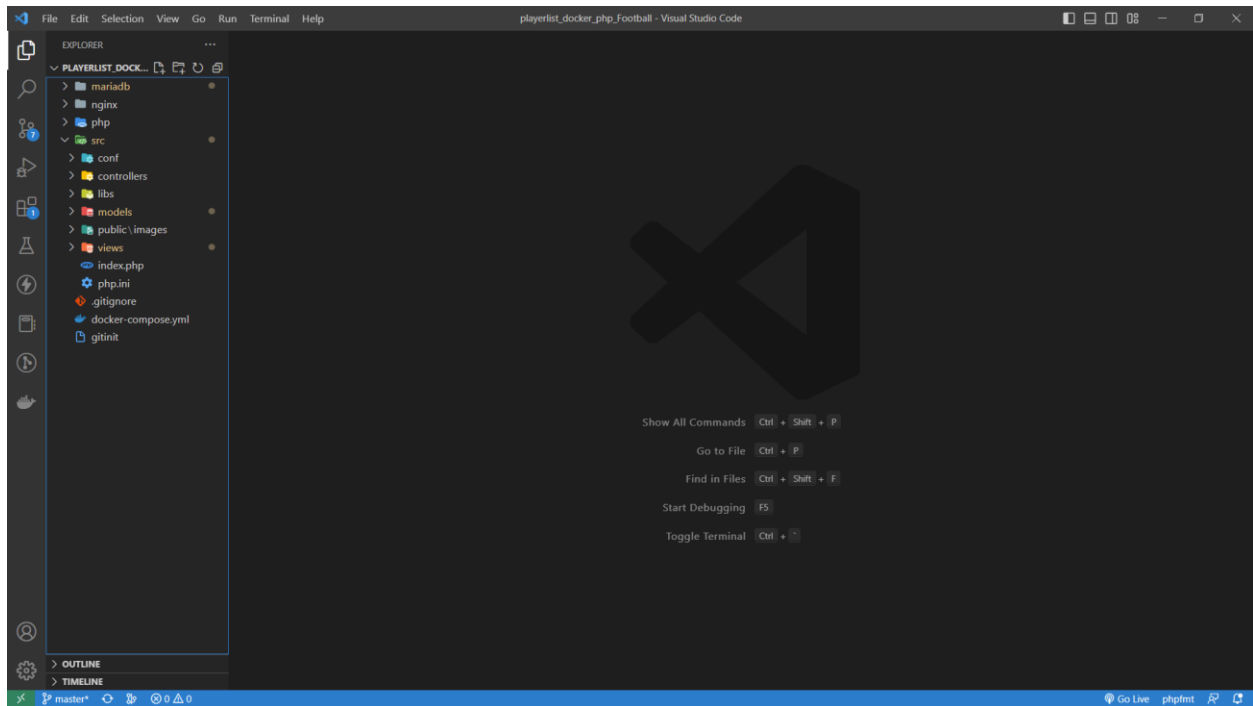 File Edit Selection View Go Run Terminal Help
playerlist_docker_php_Football - Visual Studio Code
EXPLORER
PLAYERLIST_DOCK...
mariadb
nginx
php
src
conf
controllers
libs
models
public\images
views
index.php
php.ini
.gitignore
docker-compose.yml
gitinit
7
1
Show All Commands Ctrl + Shift + P
Go to File Ctrl + P
Find in Files Ctrl + Shift + F
Start Debugging F5
Toggle Terminal Ctrl + `
OUTLINE
TIMELINE
master* 0 0 Go Live phpfmt